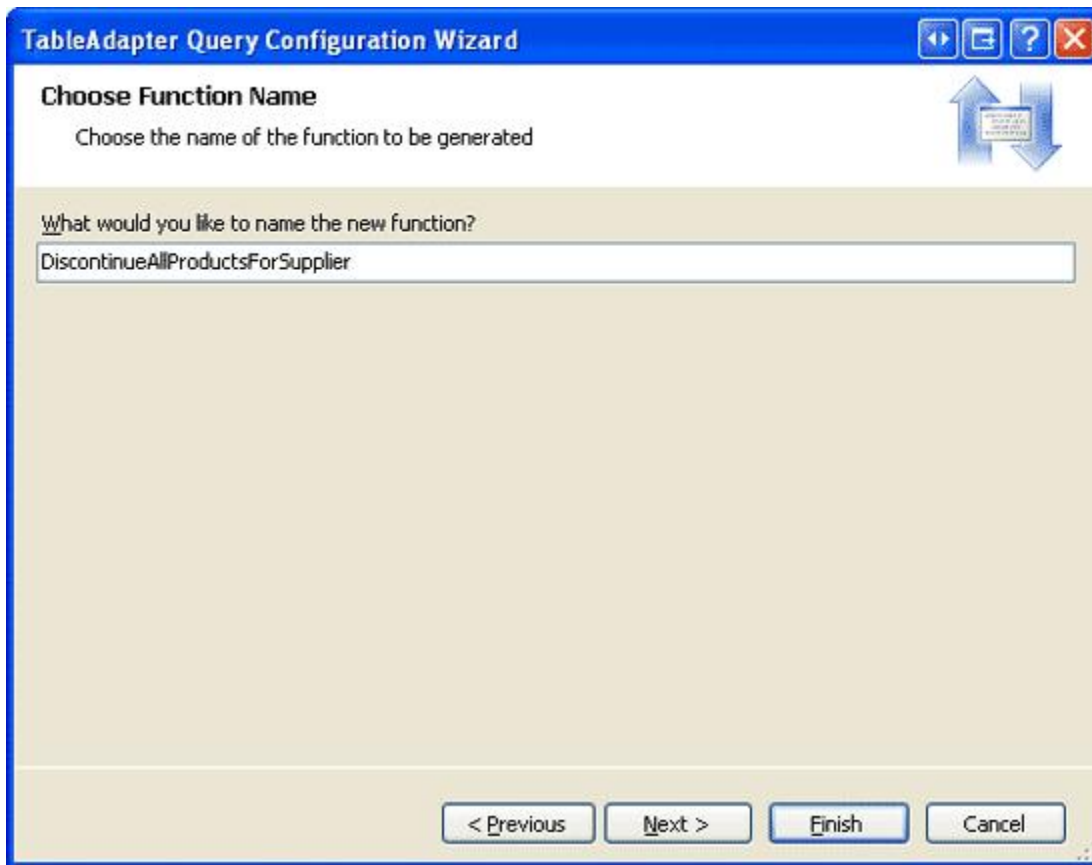 TableAdapter Query Configuration Wizard
Choose Function Name
Choose the name of the function to be generated
What would you like to name the new function?
DiscontinueAllProductsForSupplier
< Previous
Next >
Finish
Cancel